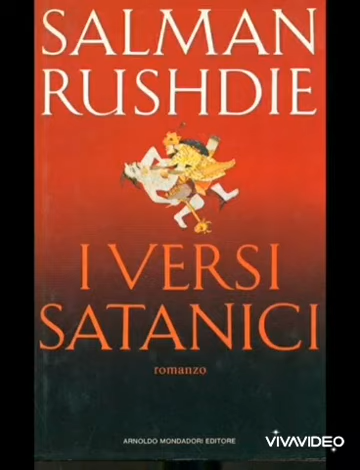 SALMAN
RUSHDIE
I VERSI
SATANICI
romanzo
ARNOLDO MONDADORI EDITORE
VIVAVIDEO